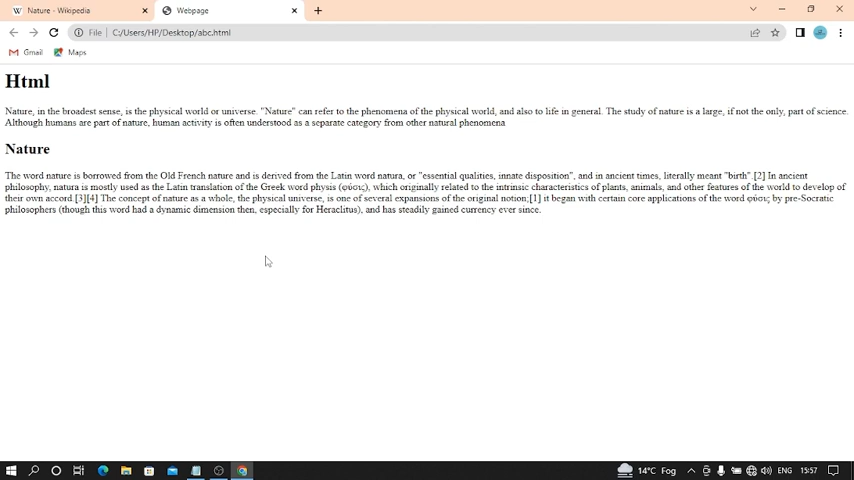 Nature - Wikipedia
Webpage
File
C:/Users/HP/Desktop/abc.html
Gmail
Maps
Html
Nature, in the broadest sense, is the physical world or universe. "Nature" can refer to the phenomena of the physical world, and also to life in general. The study of nature is a large, if not the only, part of science.
Although humans are part of nature, human activity is often understood as a separate category from other natural phenomena
Nature
The word nature is borrowed from the Old French nature and is derived from the Latin word natura, or "essential qualities, innate disposition", and in ancient times, literally meant "birth".[2] In ancient
philosophy, natura is mostly used as the Latin translation of the Greek word physis (φύσις), which originally related to the intrinsic characteristics of plants, animals, and other features of the world to develop of
their own accord.[3][4] The concept of nature as a whole, the physical universe, is one of several expansions of the original notion;[1] it began with certain core applications of the word φύσις by pre-Socratic
philosophers (though this word had a dynamic dimension then, especially for Heraclitus), and has steadily gained currency ever since.
14°C Fog
ENG
15:57